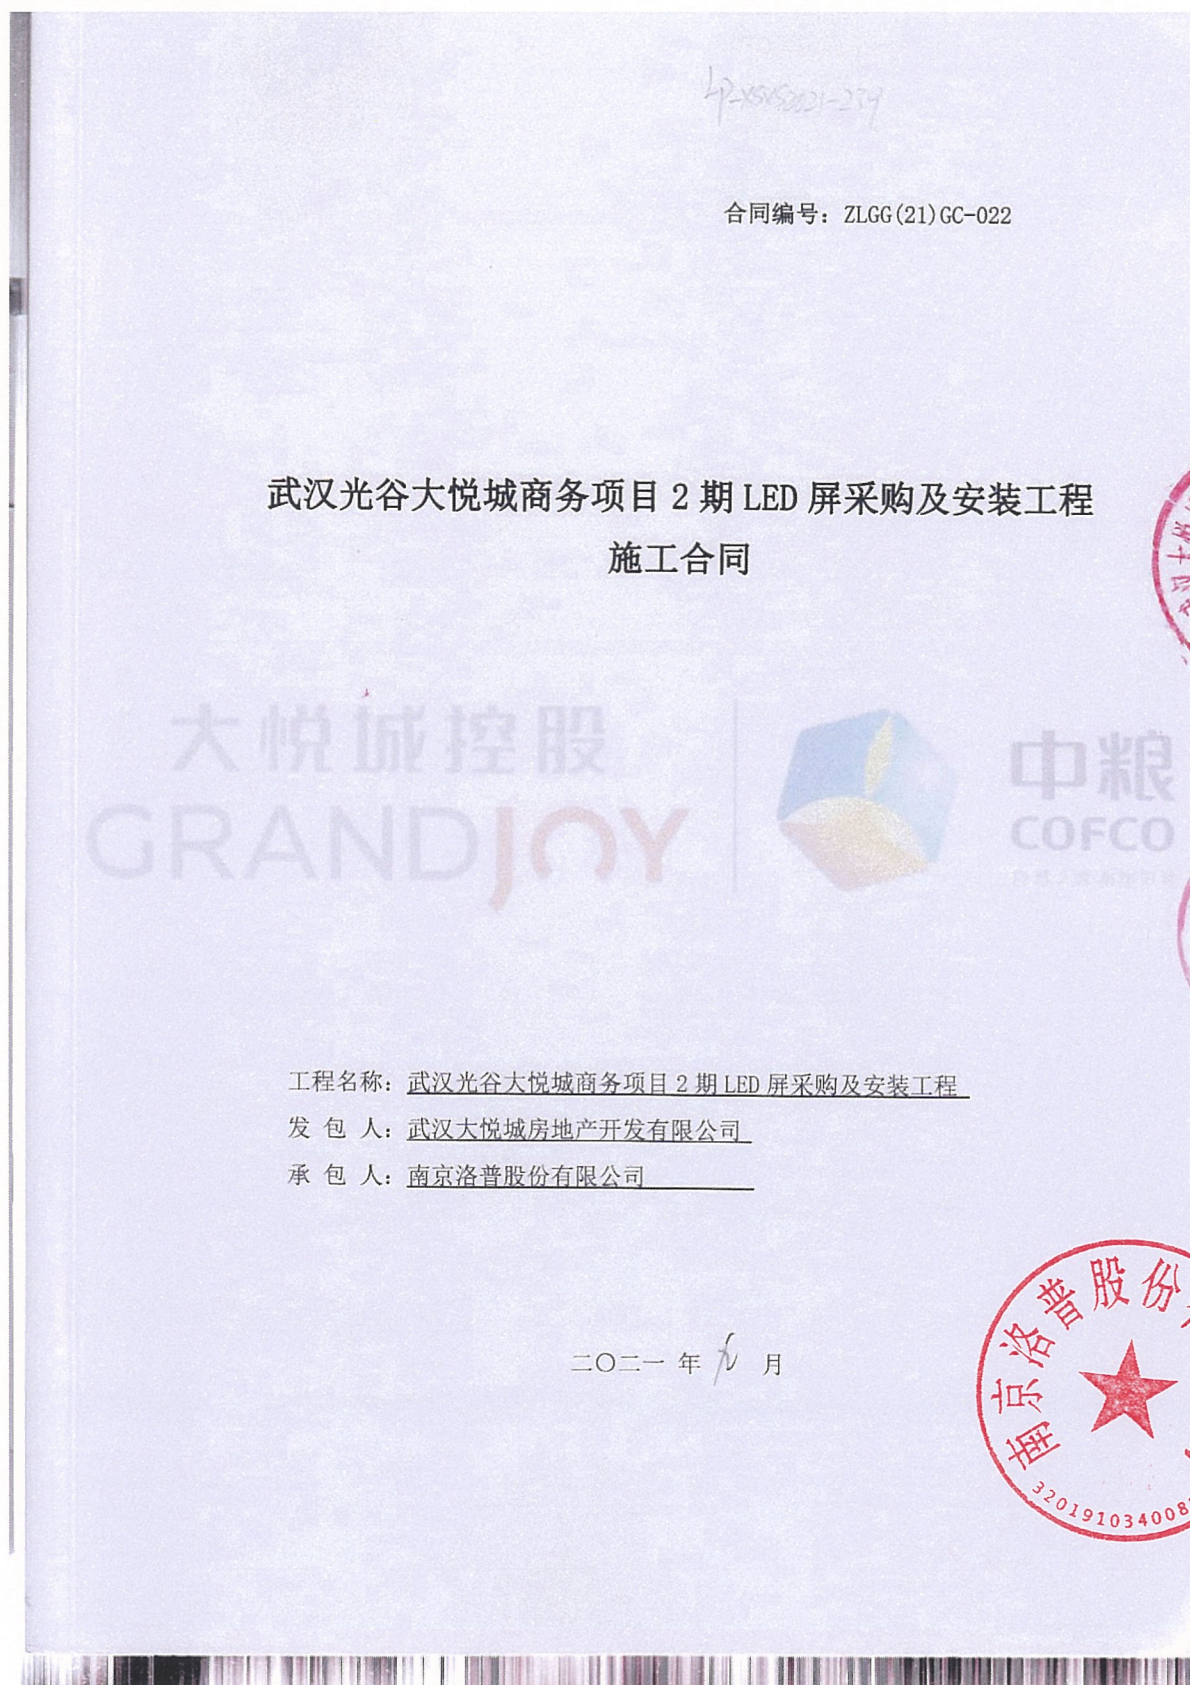 合同编号：ZLGG(21)GC-022
武汉光谷大悦城商务项目2期LED屏采购及安装工程
施工合同
大悦城控股
GRANDJOY
中粮
COFCO
工程名称：武汉光谷大悦城商务项目2期LED屏采购及安装工程
发 包 人：武汉大悦城房地产开发有限公司
承 包 人：南京洛普股份有限公司
二〇二一 年 月
南京洛普股份
320191034008